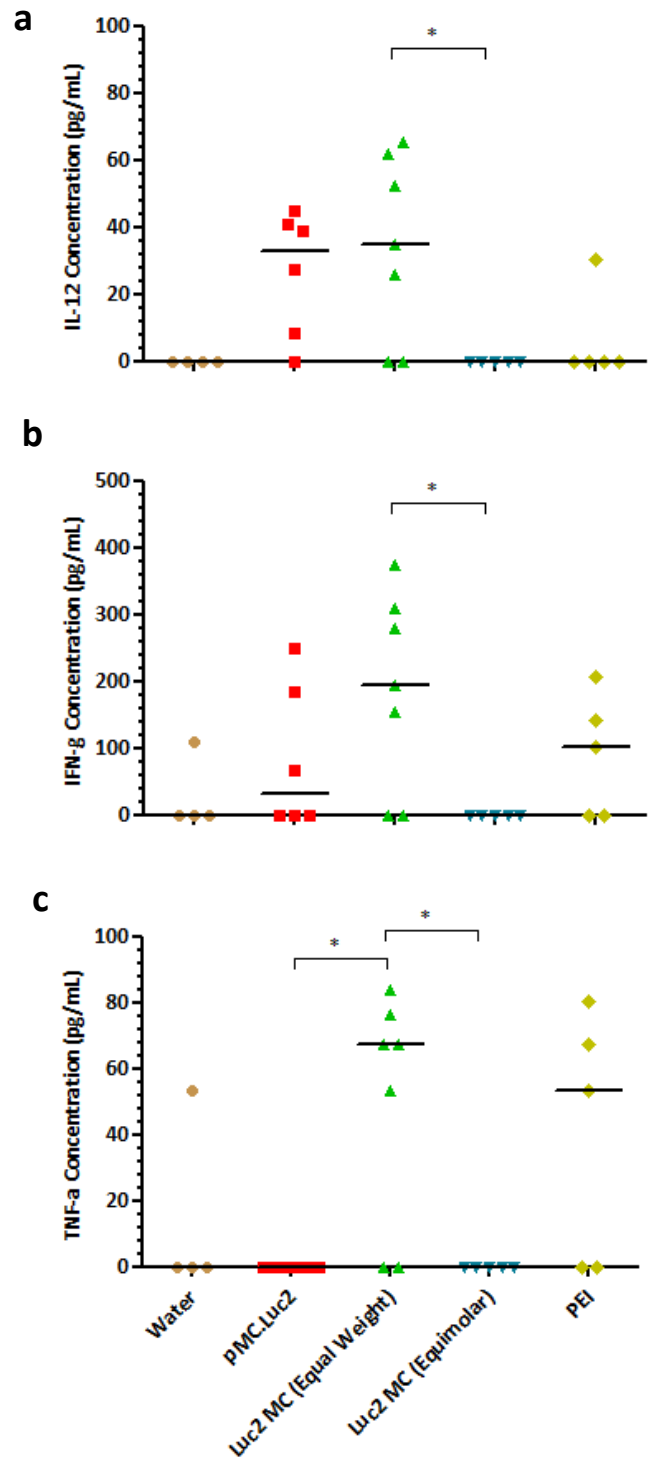 a
IL-12 Concentration (pg/mL)
100
80
60
40
20
0
*
b
IFN-g Concentration (pg/mL)
500
400
300
200
100
0
*
c
TNF-a Concentration (pg/mL)
100
80
60
40
20
0
*
*
Water
pMC.Luc2
Luc2 MC (Equal Weight)
Luc2 MC (Equimolar)
PEI